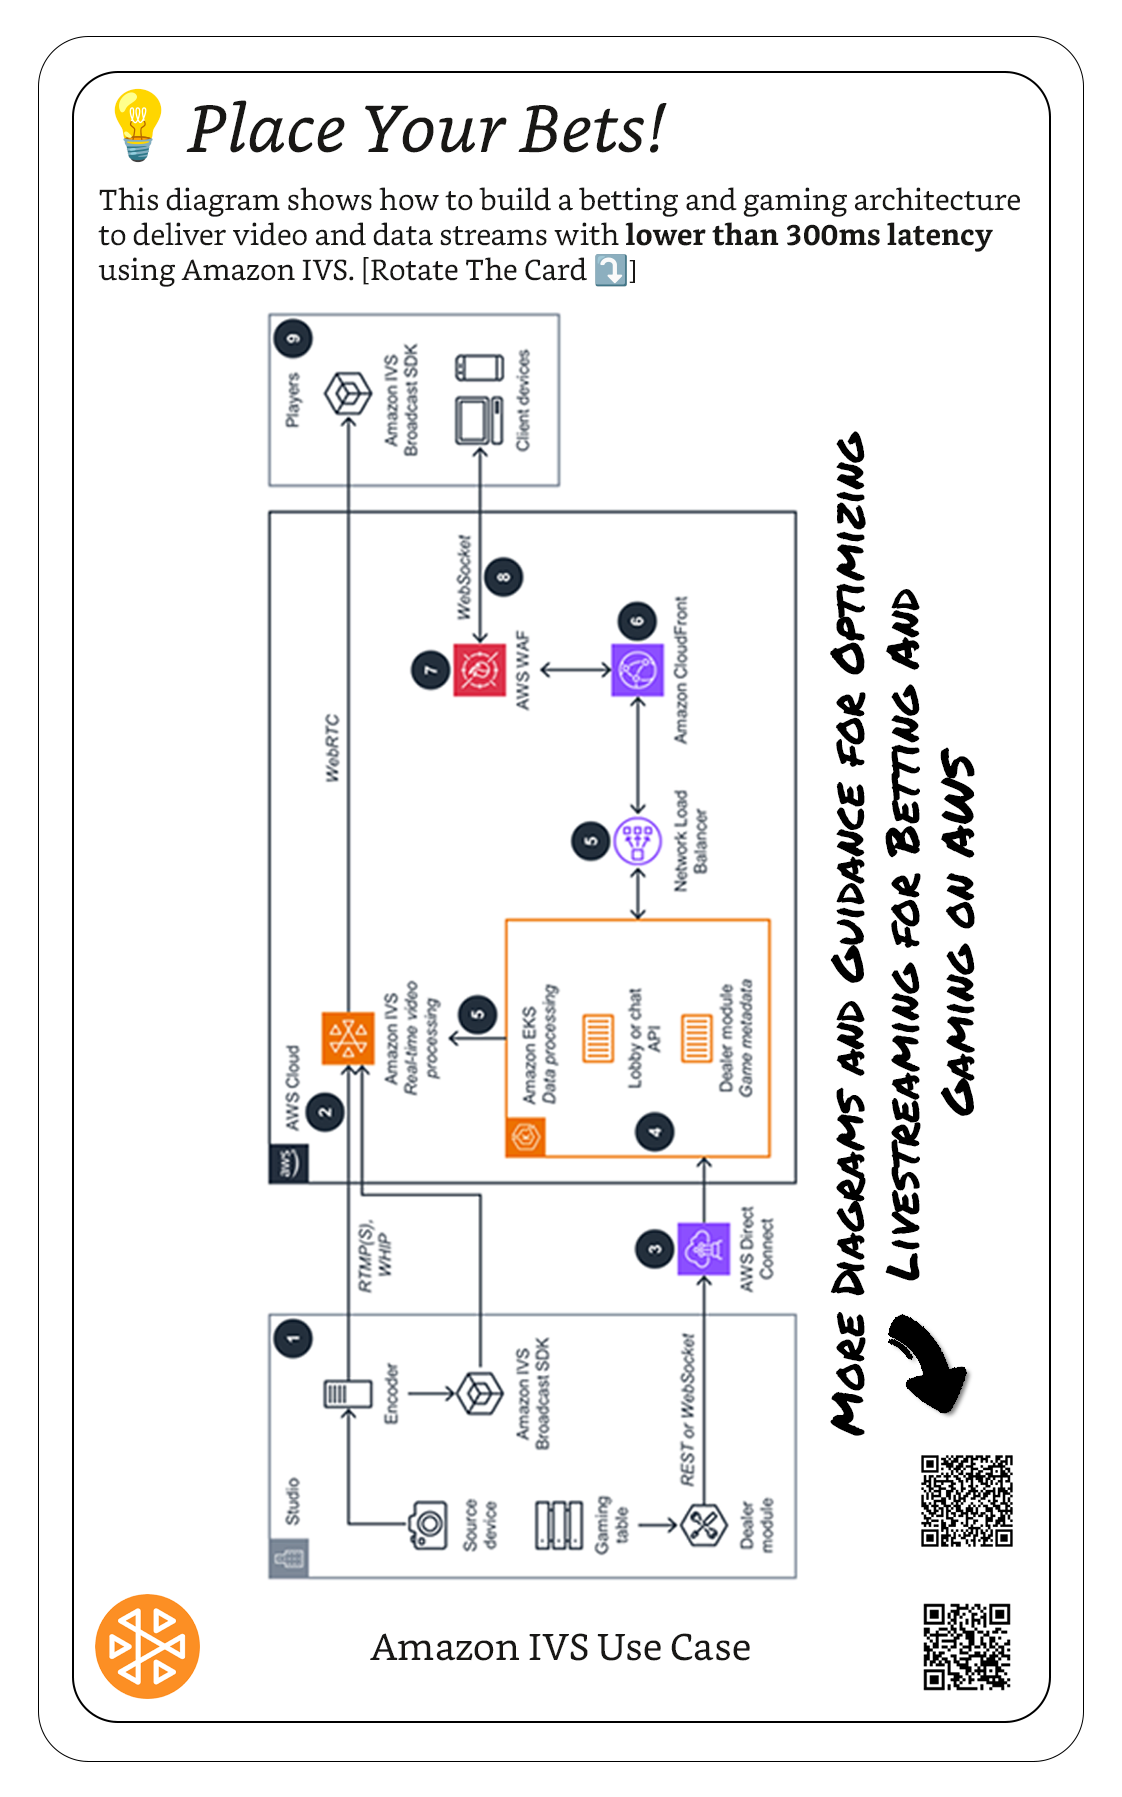 Place Your Bets!
This diagram shows how to build a betting and gaming architecture
to deliver video and data streams with lower than 300ms latency
using Amazon IVS. [Rotate The Card ⤵️]
Studio
1
Source
device
Encoder
Amazon IVS
Broadcast SDK
Gaming
table
Dealer
module
RTMP(S),
WHIP
REST or WebSocket
3
AWS Direct
Connect
aws
AWS Cloud
2
Amazon IVS
Real-time video
processing
5
Amazon EKS
Data processing
Lobby or chat
API
Dealer module
Game metadata
4
5
Network Load
Balancer
6
Amazon CloudFront
7
AWS WAF
WebRTC
WebSocket
8
Players
9
Amazon IVS
Broadcast SDK
Client devices
More Diagrams and Guidance for Optimizing
Livestreaming for Betting And
Gaming on AWS
Amazon IVS Use Case